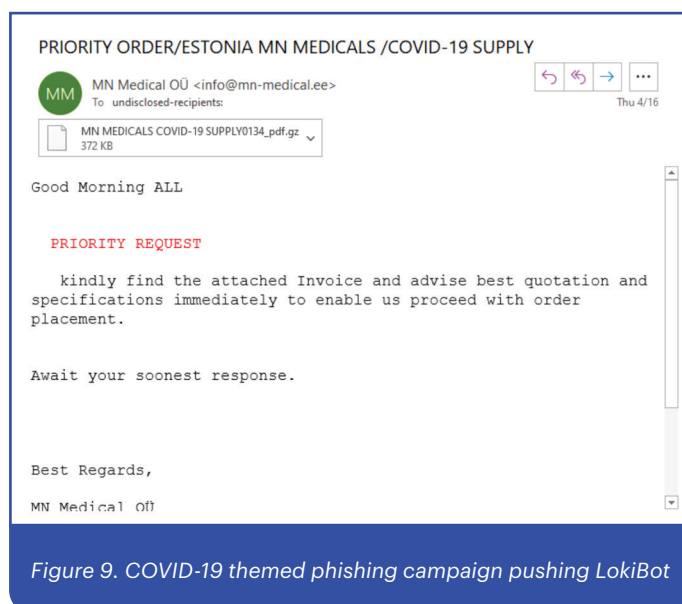 PRIORITY ORDER/ESTONIA MN MEDICALS /COVID-19 SUPPLY
MM
MN Medical OÜ <info@mn-medical.ee>
To undisclosed-recipients:
Thu 4/16
MN MEDICALS COVID-19 SUPPLY0134_pdf.gz
372 KB
Good Morning ALL
PRIORITY REQUEST
kindly find the attached Invoice and advise best quotation and
specifications immediately to enable us proceed with order
placement.
Await your soonest response.
Best Regards,
MN Medical OÜ
Figure 9. COVID-19 themed phishing campaign pushing LokiBot